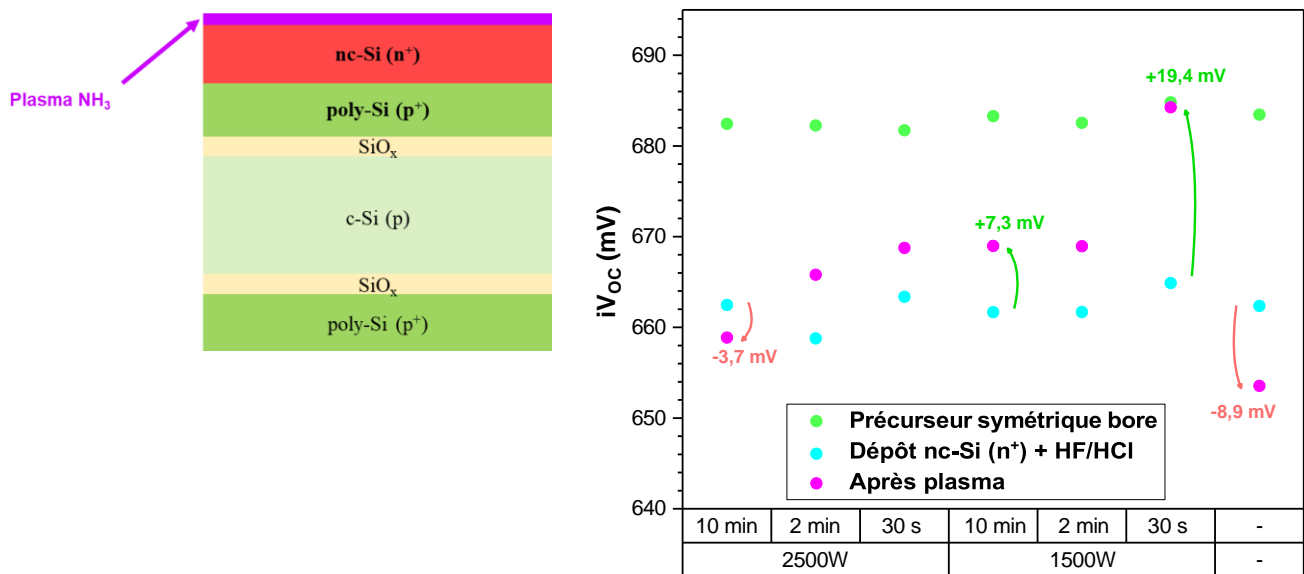 nc-Si (n⁺)
Plasma NH₃
poly-Si (p⁺)
SiOₓ
c-Si (p)
SiOₓ
poly-Si (p⁺)
iV_OC (mV)
690
680
670
660
650
640
+19,4 mV
+7,3 mV
-3,7 mV
-8,9 mV
Précurseur symétrique bore
Dépôt nc-Si (n⁺) + HF/HCl
Après plasma
10 min 2 min 30 s 10 min 2 min 30 s -
2500W 1500W -